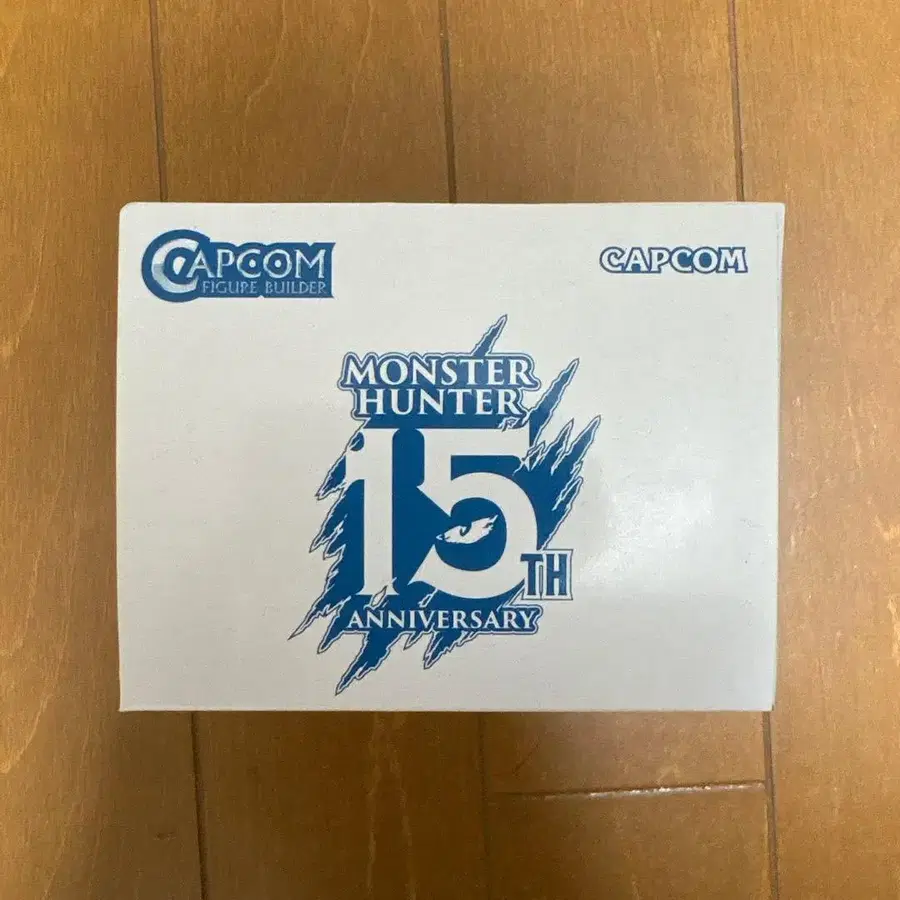 CAPCOM
FIGURE BUILDER
CAPCOM
MONSTER
HUNTER
15TH
ANNIVERSARY